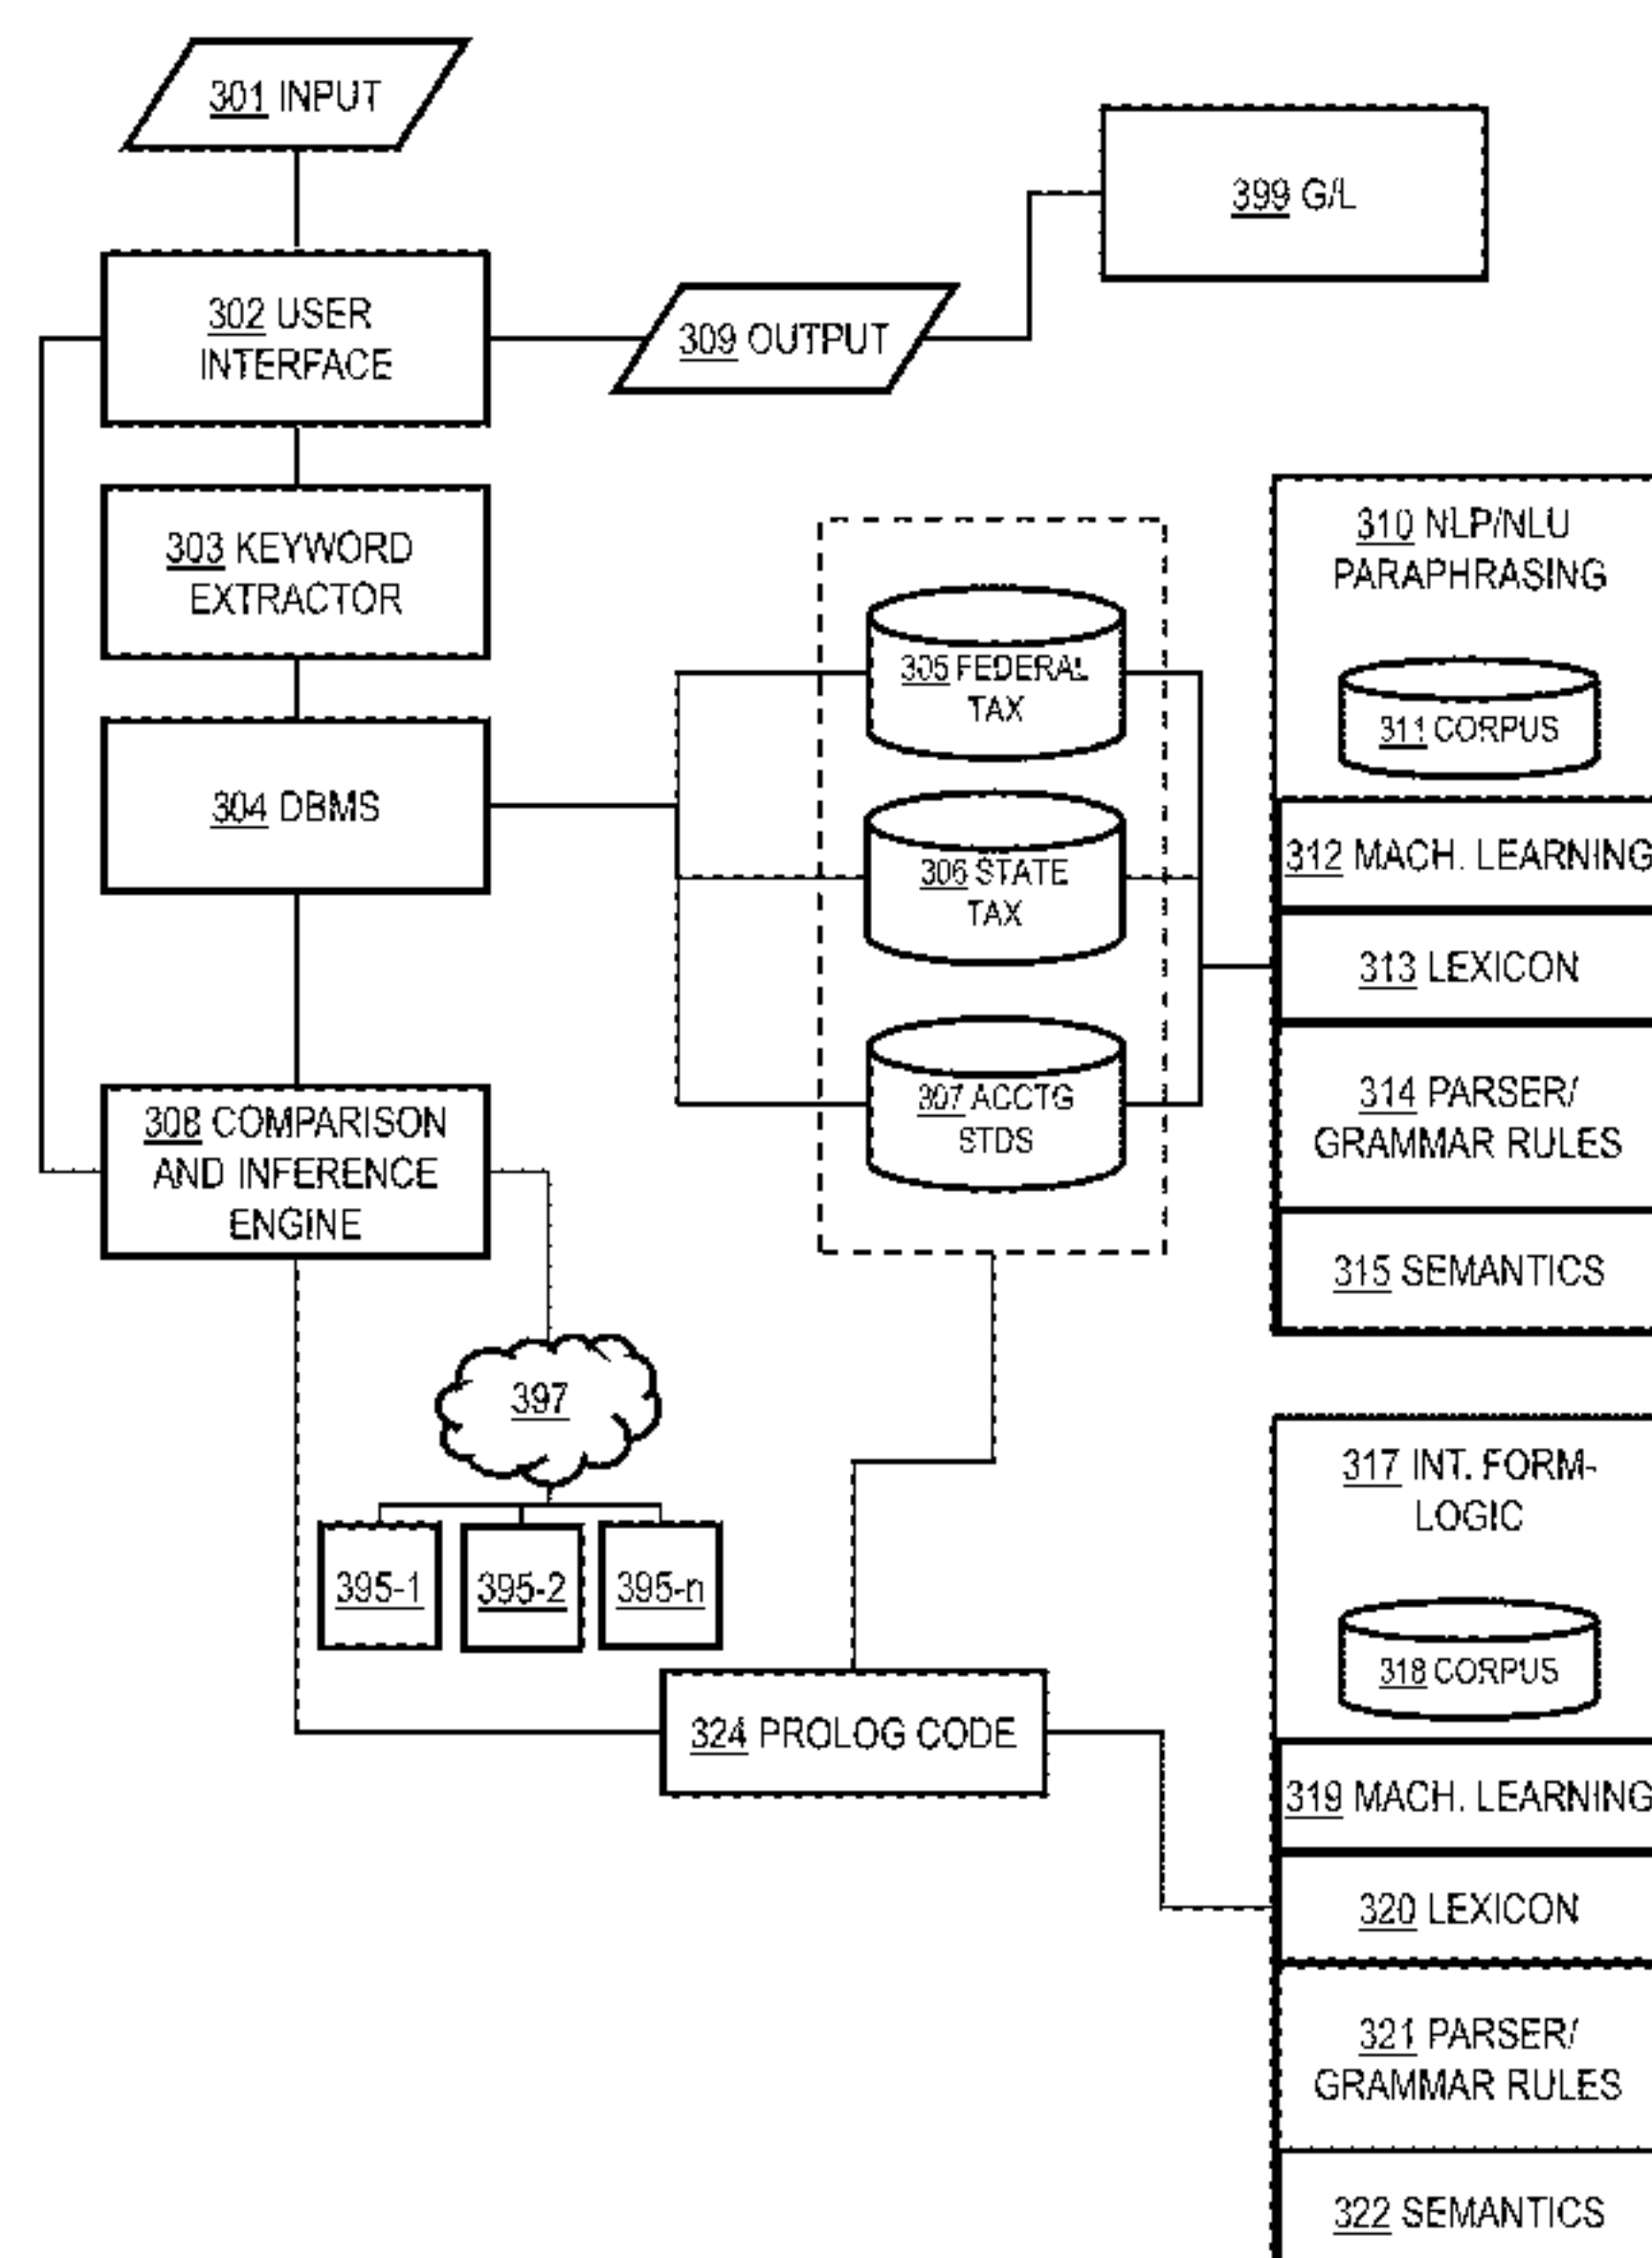 301 INPUT
399 G/L
302 USER
INTERFACE
309 OUTPUT
303 KEYWORD
EXTRACTOR
304 DBMS
305 FEDERAL
TAX
306 STATE
TAX
307 ACCTG
STDS
308 COMPARISON
AND INFERENCE
ENGINE
310 NLP/NLU
PARAPHRASING
311 CORPUS
312 MACH. LEARNING
313 LEXICON
314 PARSER/
GRAMMAR RULES
315 SEMANTICS
397
395-1
395-2
395-n
324 PROLOG CODE
317 INT. FORM-
LOGIC
318 CORPUS
319 MACH. LEARNING
320 LEXICON
321 PARSER/
GRAMMAR RULES
322 SEMANTICS